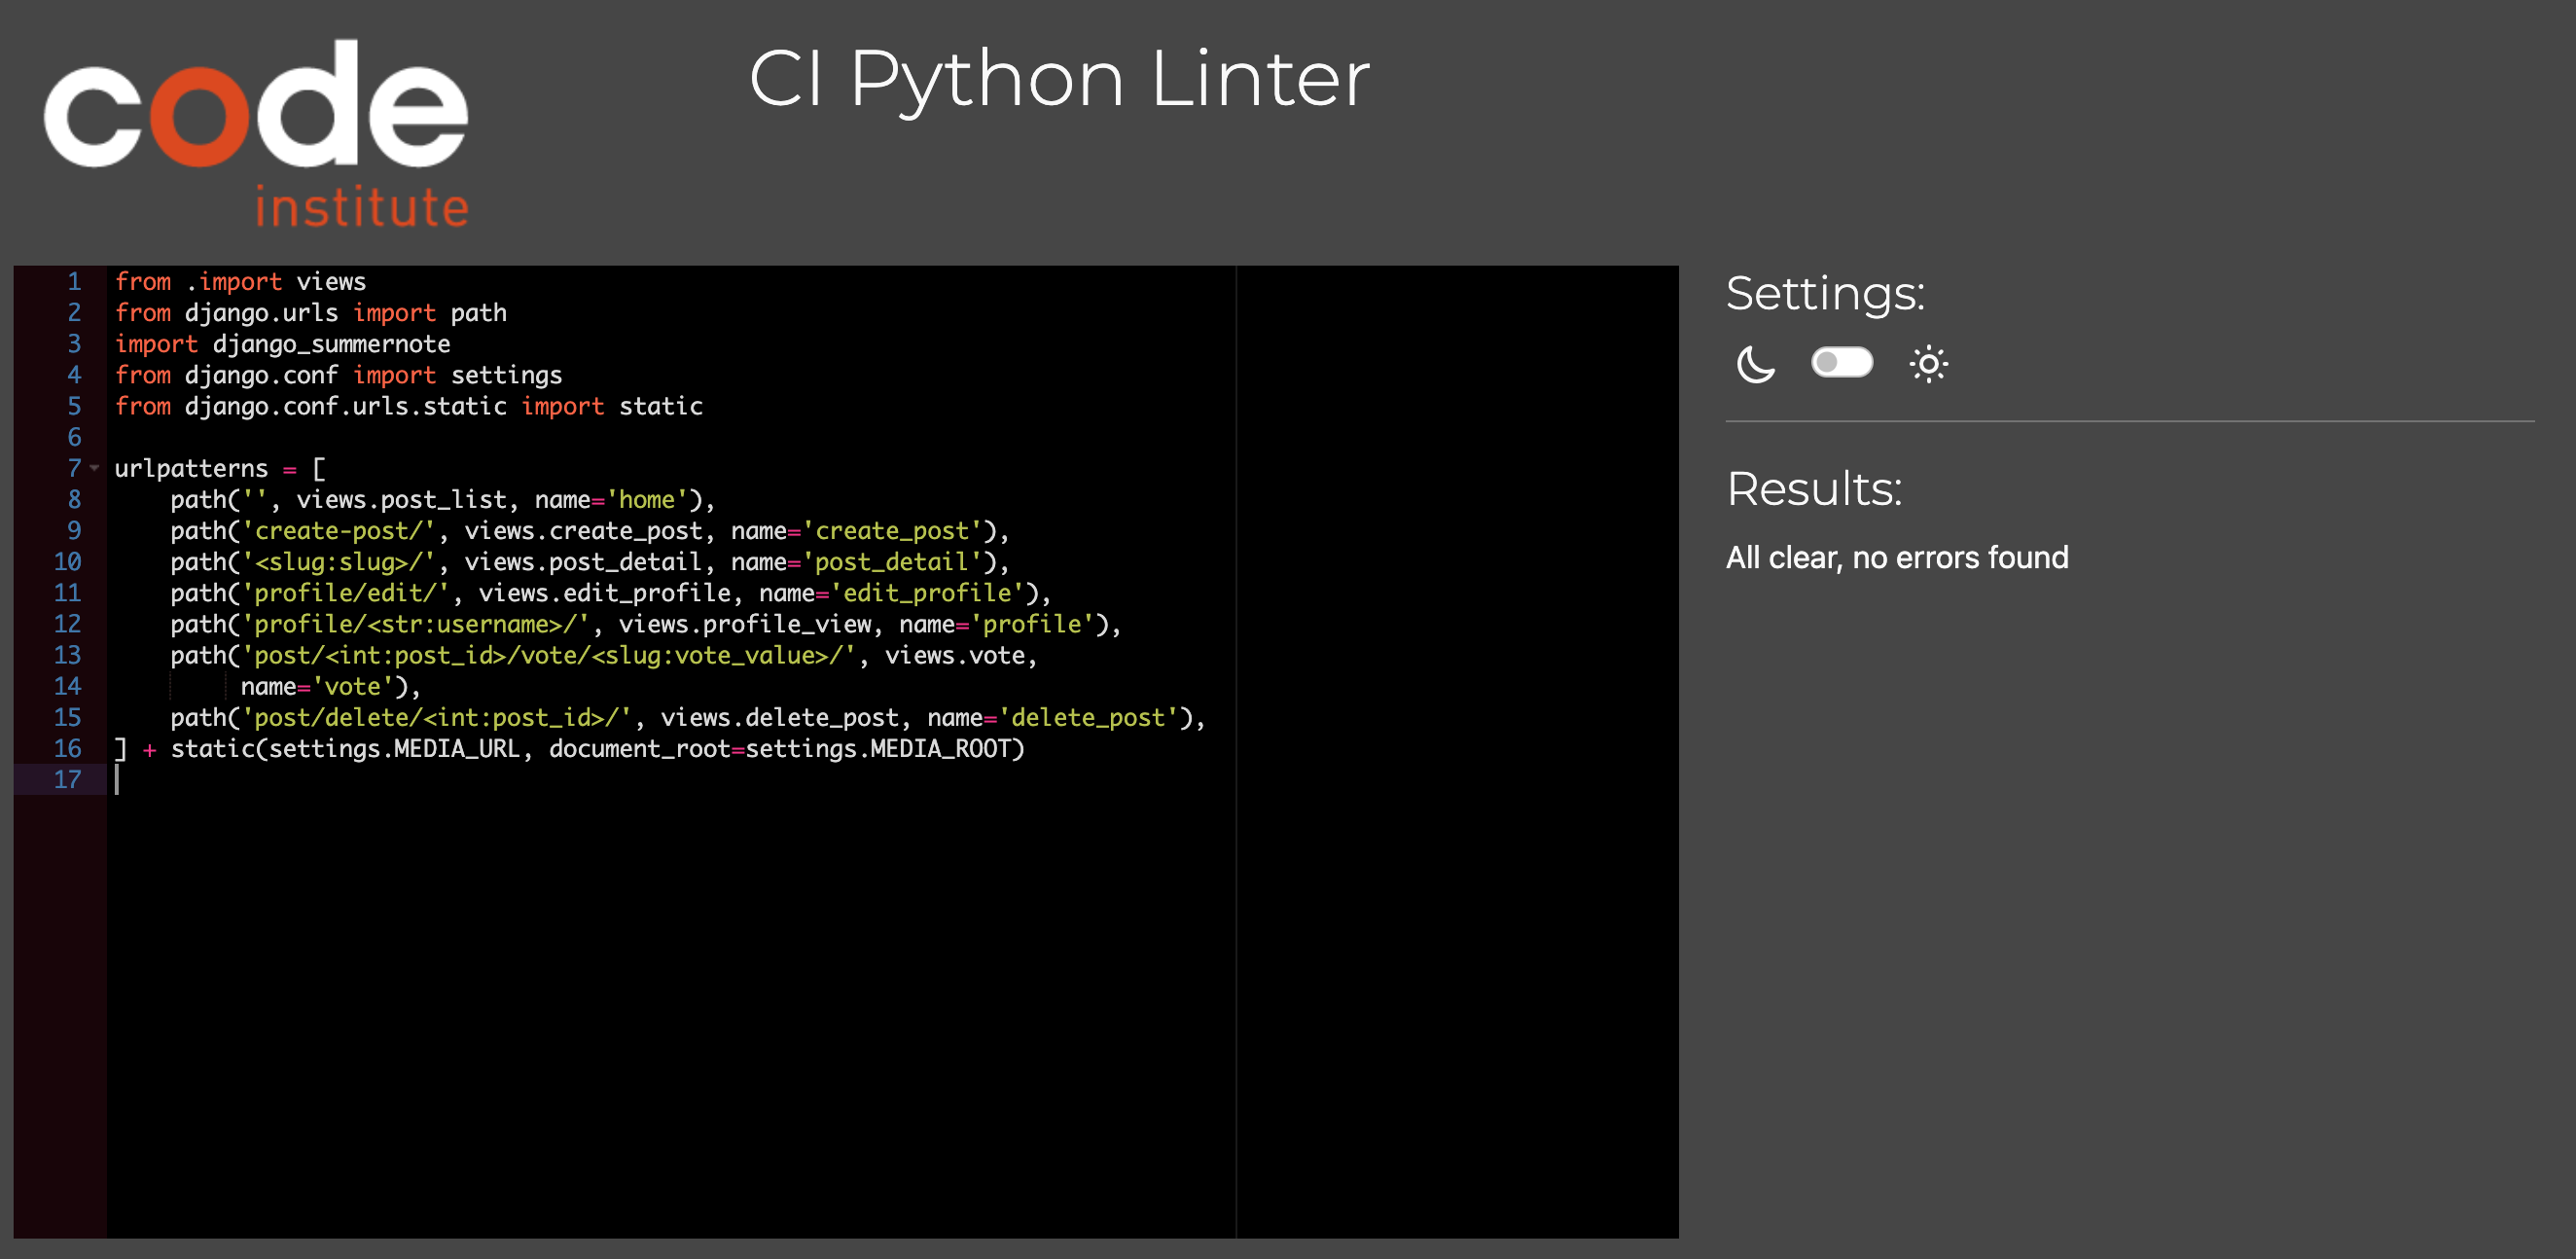 code
institute
CI Python Linter
1 from .import views
2 from django.urls import path
3 import django_summernote
4 from django.conf import settings
5 from django.conf.urls.static import static
6
7 urlpatterns = [
8     path('', views.post_list, name='home'),
9     path('create-post/', views.create_post, name='create_post'),
10     path('<slug:slug>/', views.post_detail, name='post_detail'),
11     path('profile/edit/', views.edit_profile, name='edit_profile'),
12     path('profile/<str:username>/', views.profile_view, name='profile'),
13     path('post/<int:post_id>/vote/<slug:vote_value>/', views.vote,
14          name='vote'),
15     path('post/delete/<int:post_id>/', views.delete_post, name='delete_post'),
16 ] + static(settings.MEDIA_URL, document_root=settings.MEDIA_ROOT)
17
Settings:
Results:
All clear, no errors found